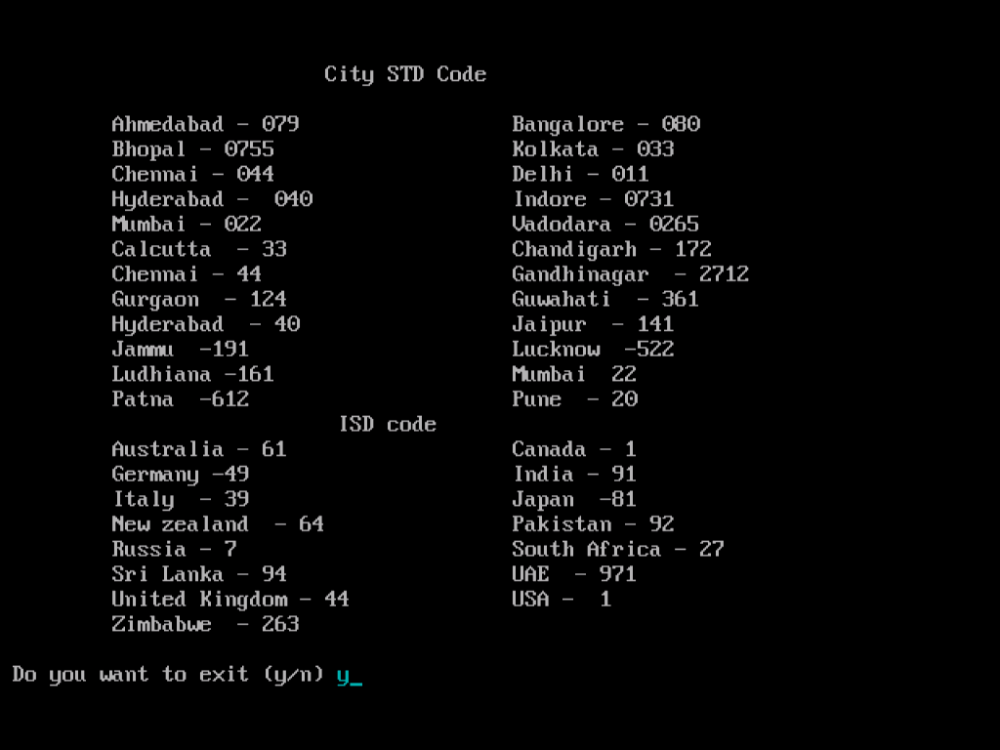 City STD Code
Ahmedabad - 079 Bangalore - 080
Bhopal - 0755 Kolkata - 033
Chennai - 044 Delhi - 011
Hyderabad -  040 Indore - 0731
Mumbai - 022 Vadodara - 0265
Calcutta  - 33 Chandigarh - 172
Chennai - 44 Gandhinagar  - 2712
Gurgaon  - 124 Guwahati  - 361
Hyderabad  - 40 Jaipur  - 141
Jammu  -191 Lucknow  -522
Ludhiana -161 Mumbai  22
Patna  -612 Pune  - 20
ISD code
Australia - 61 Canada - 1
Germany -49 India - 91
Italy  - 39 Japan  -81
New zealand  - 64 Pakistan - 92
Russia - 7 South Africa - 27
Sri Lanka - 94 UAE  - 971
United Kingdom - 44 USA -  1
Zimbabwe  - 263
Do you want to exit (y/n) y_